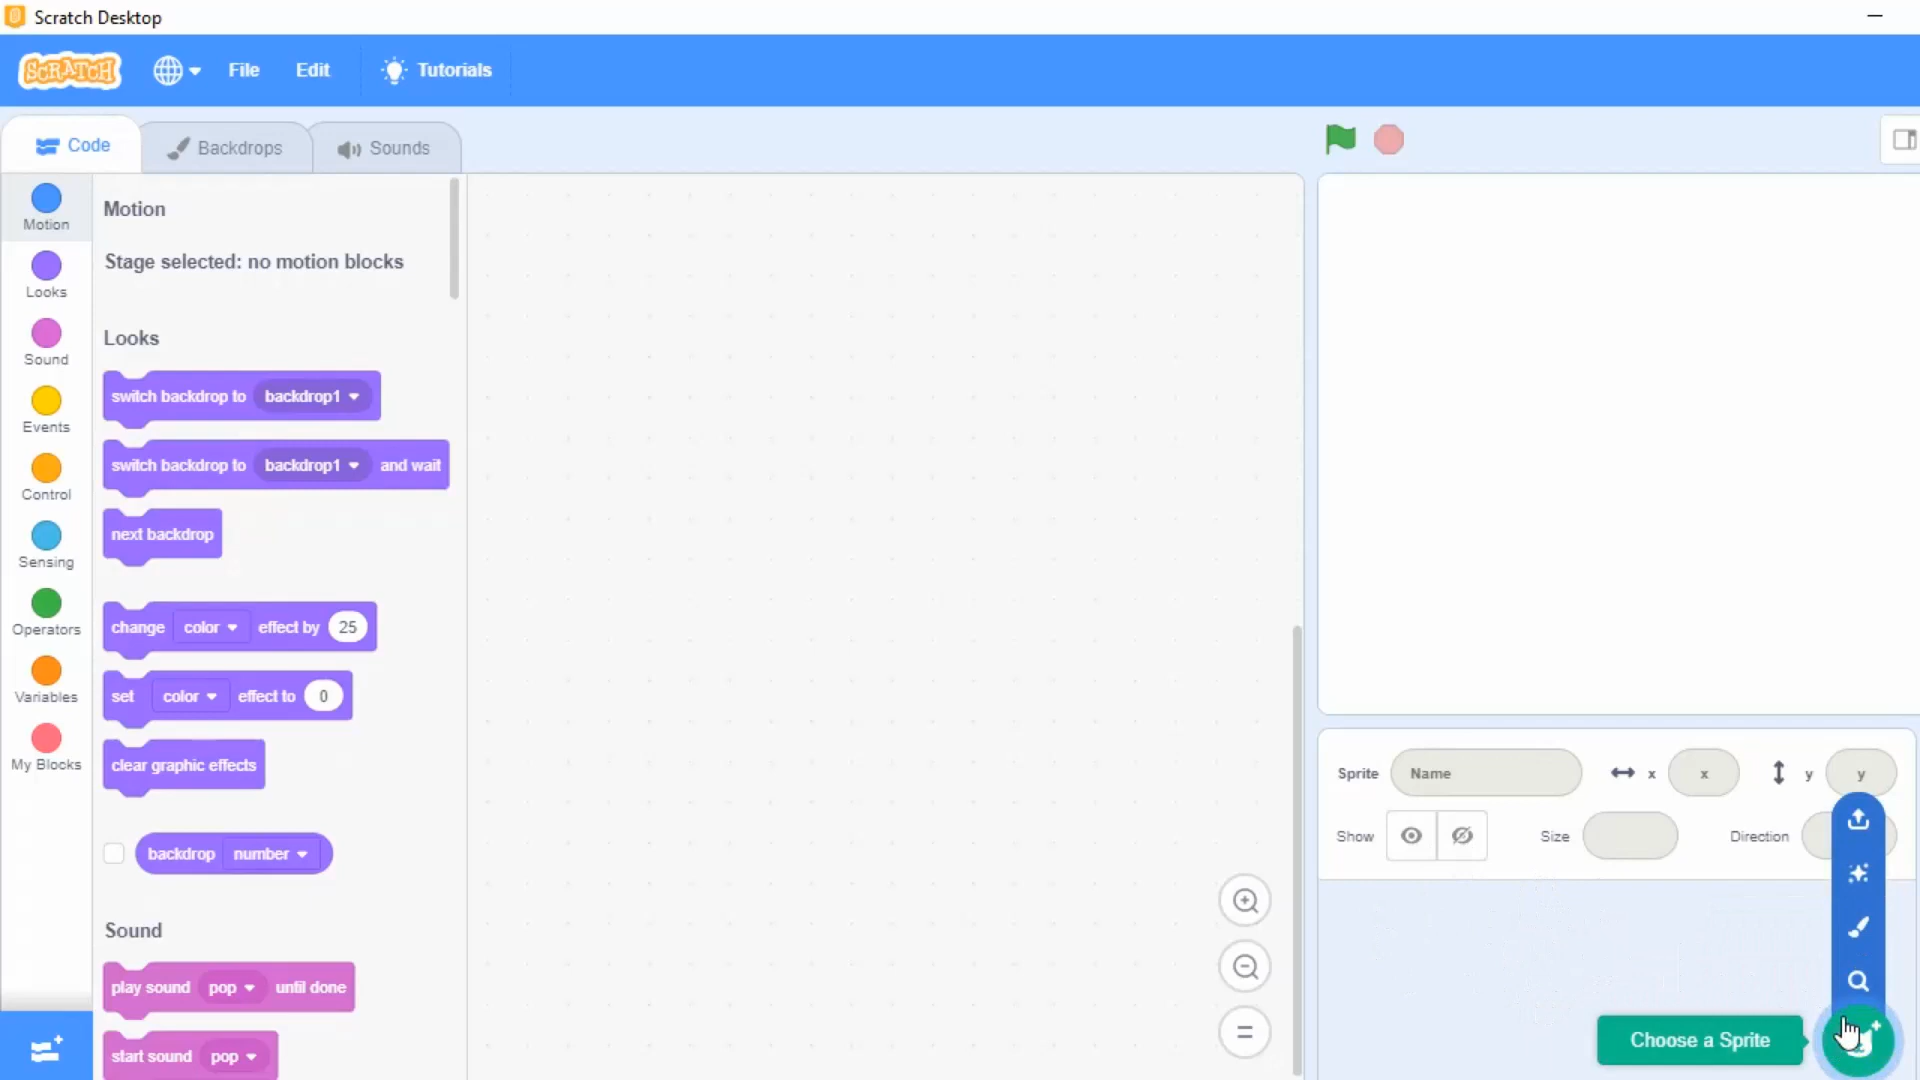 Scratch Desktop
SCRATCH
File
Edit
Tutorials
Code
Backdrops
Sounds
Motion
Looks
Sound
Events
Control
Sensing
Operators
Variables
My Blocks
Motion
Stage selected: no motion blocks
Looks
switch backdrop to backdrop1
switch backdrop to backdrop1 and wait
next backdrop
change color effect by 25
set color effect to 0
clear graphic effects
backdrop number
Sound
play sound pop until done
start sound pop
Sprite Name x x y y
Show Size Direction
Choose a Sprite